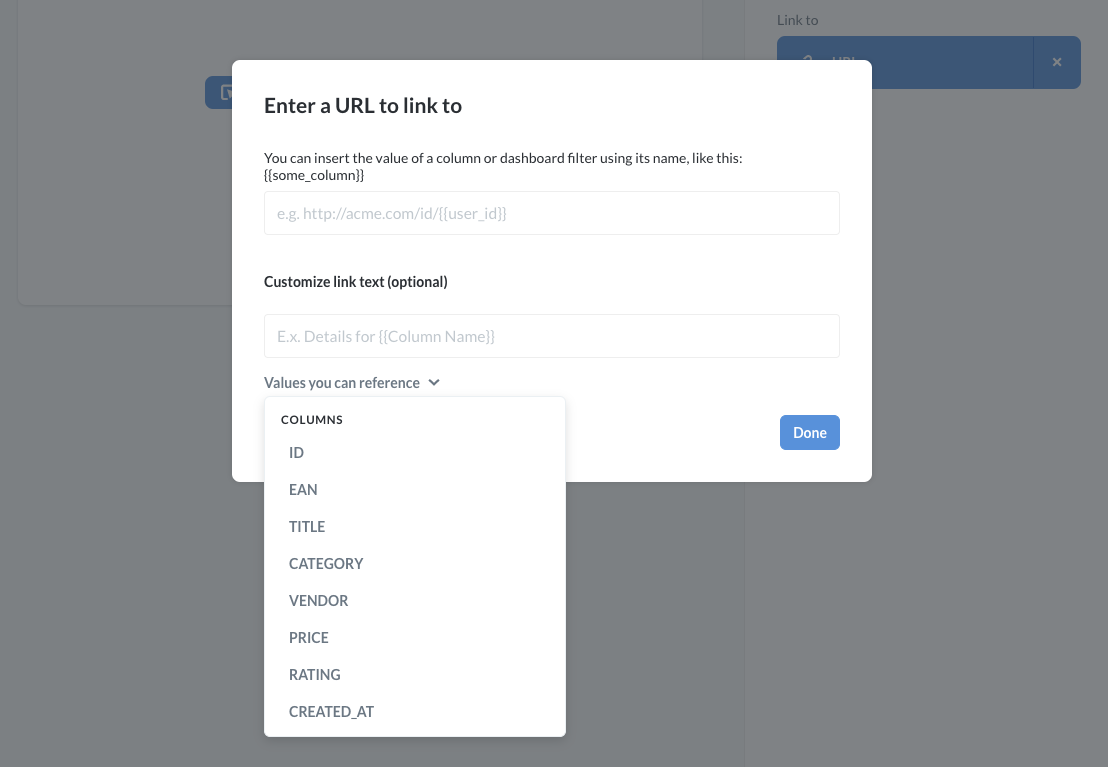 Link to
Enter a URL to link to
You can insert the value of a column or dashboard filter using its name, like this:
{{some_column}}
e.g. http://acme.com/id/{{user_id}}
Customize link text (optional)
E.x. Details for {{Column Name}}
Values you can reference
COLUMNS
ID
EAN
TITLE
CATEGORY
VENDOR
PRICE
RATING
CREATED_AT
Done